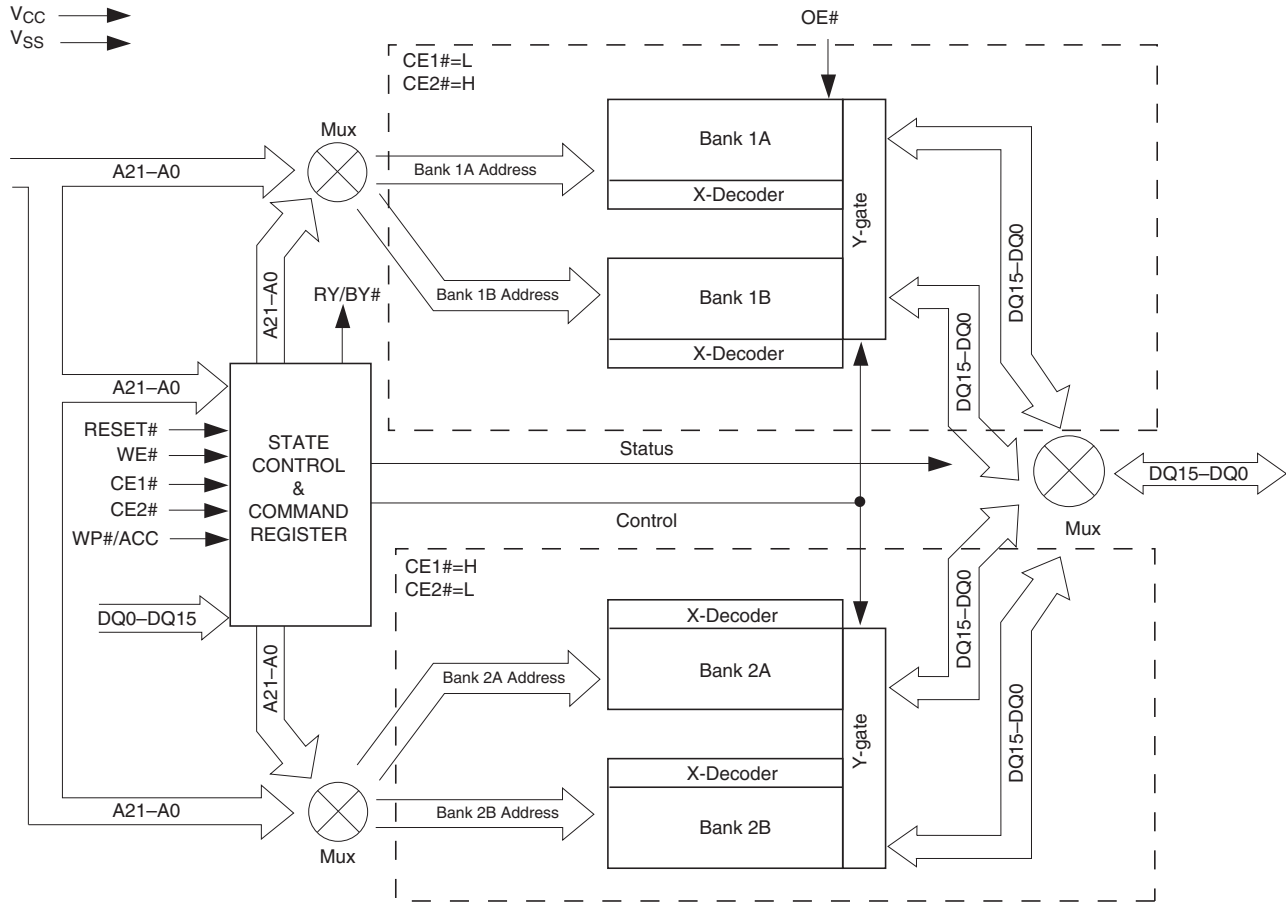 VCC
VSS
OE#
CE1#=L
CE2#=H
Mux
A21–A0
Bank 1A Address
Bank 1A
X-Decoder
Y-gate
DQ15–DQ0
A21–A0
RY/BY#
Bank 1B Address
Bank 1B
X-Decoder
DQ15–DQ0
A21–A0
RESET#
WE#
CE1#
CE2#
WP#/ACC
DQ0–DQ15
STATE
CONTROL
&
COMMAND
REGISTER
Status
Control
DQ15–DQ0
Mux
CE1#=H
CE2#=L
A21–A0
Bank 2A Address
X-Decoder
Bank 2A
Y-gate
DQ15–DQ0
DQ15–DQ0
A21–A0
Mux
Bank 2B Address
X-Decoder
Bank 2B